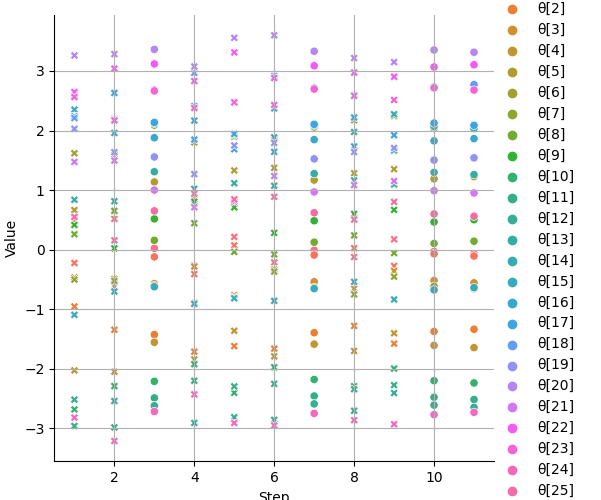 3
2
1
0
−1
−2
−3
Value
2
4
6
8
10
Step
θ[2]
θ[3]
θ[4]
θ[5]
θ[6]
θ[7]
θ[8]
θ[9]
θ[10]
θ[11]
θ[12]
θ[13]
θ[14]
θ[15]
θ[16]
θ[17]
θ[18]
θ[19]
θ[20]
θ[21]
θ[22]
θ[23]
θ[24]
θ[25]